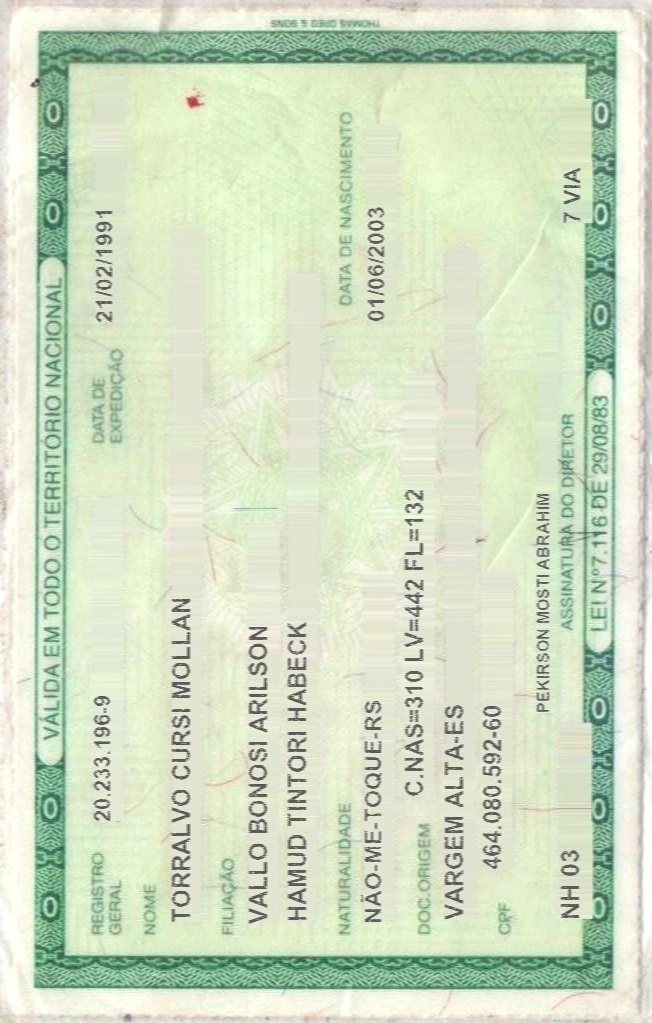 VÁLIDA EM TODO O TERRITÓRIO NACIONAL
REGISTRO GERAL 20.233.196-9 DATA DE EXPEDIÇÃO 21/02/1991
NOME
TORRALVO CURSI MOLLAN
FILIAÇÃO
VALLO BONOSI ARILSON
HAMUD TINTORI HABECK
NATURALIDADE DATA DE NASCIMENTO
NÃO-ME-TOQUE-RS 01/06/2003
DOC.ORIGEM C.NAS=310 LV=442 FL=132
VARGEM ALTA-ES
CPF 464.080.592-60
PEKIRSON MOSTI ABRAHIM
NH 03 ASSINATURA DO DIRETOR 7 VIA
LEI Nº 7.116 DE 29/08/83
THOMAS GREG & SONS